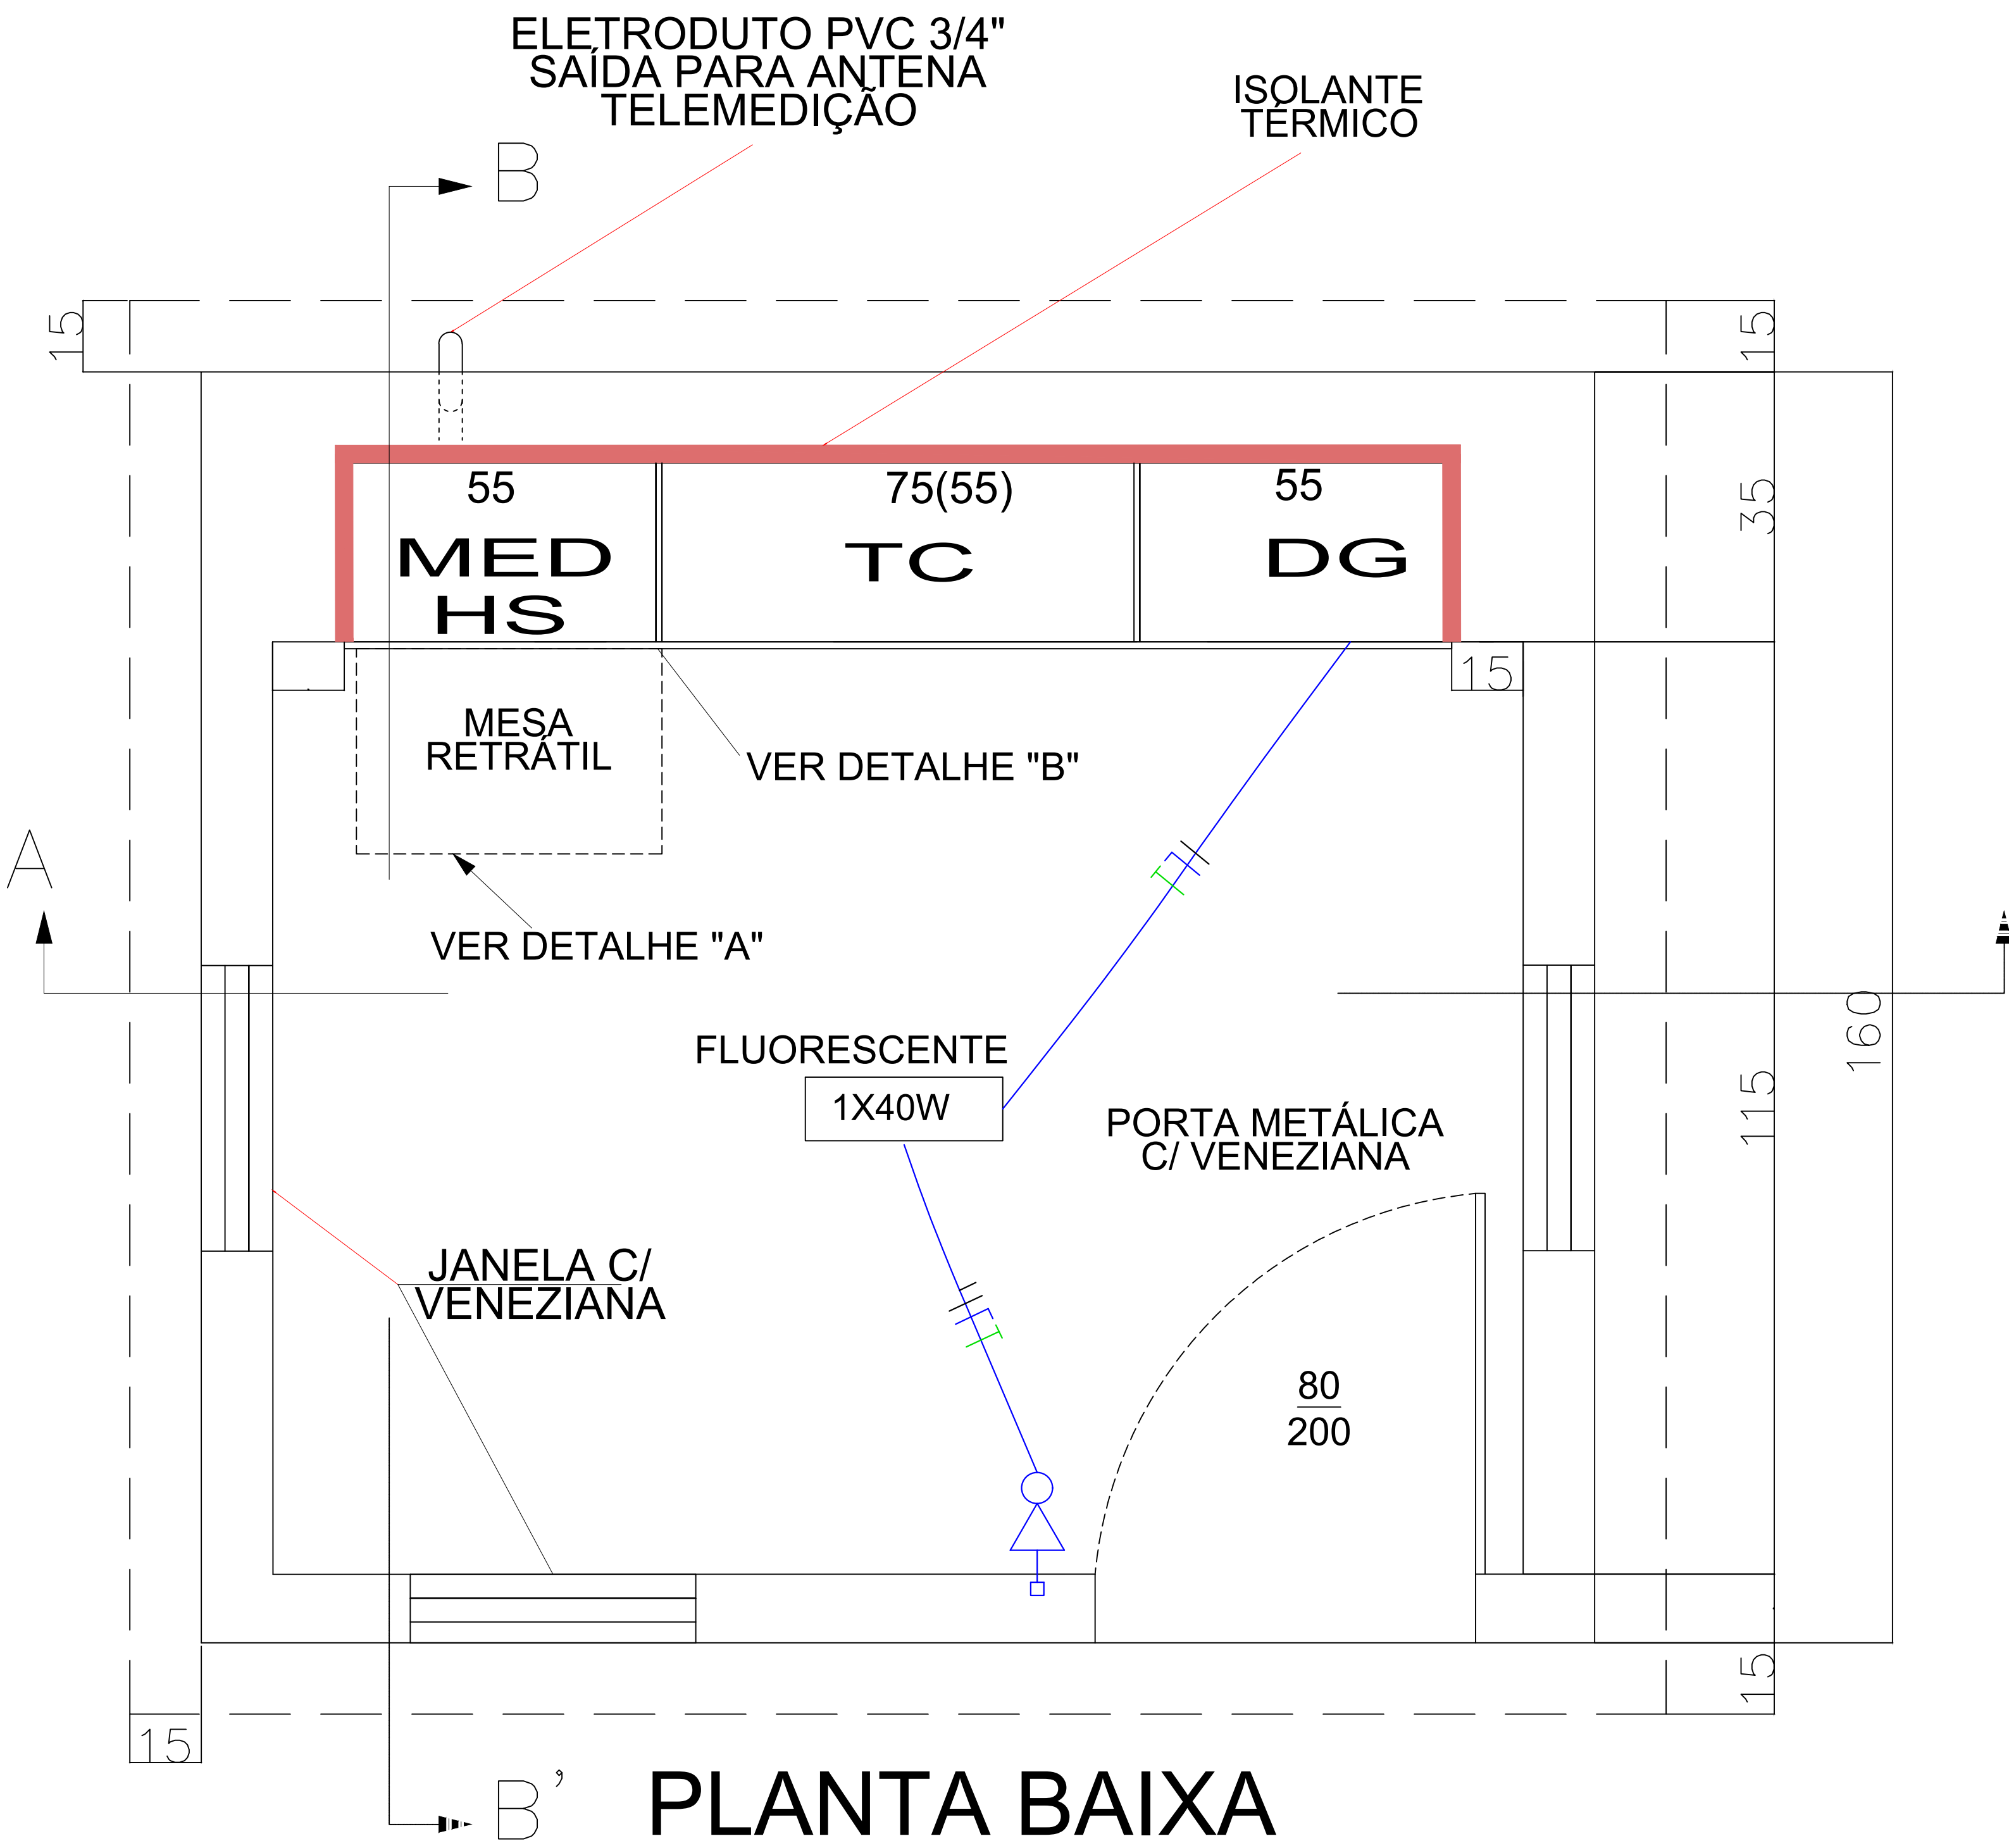 ELETRODUTO PVC 3/4"
SAÍDA PARA ANTENA
TELEMEDIÇÃO
ISOLANTE
TÉRMICO
B
15
15
55
75(55)
55
35
MED
HS
TC
DG
15
MESA
RETRÁTIL
VER DETALHE "B"
A
VER DETALHE "A"
160
FLUORESCENTE
1X40W
115
PORTA METÁLICA
C/ VENEZIANA
JANELA C/
VENEZIANA
80
200
15
15
B'
PLANTA BAIXA